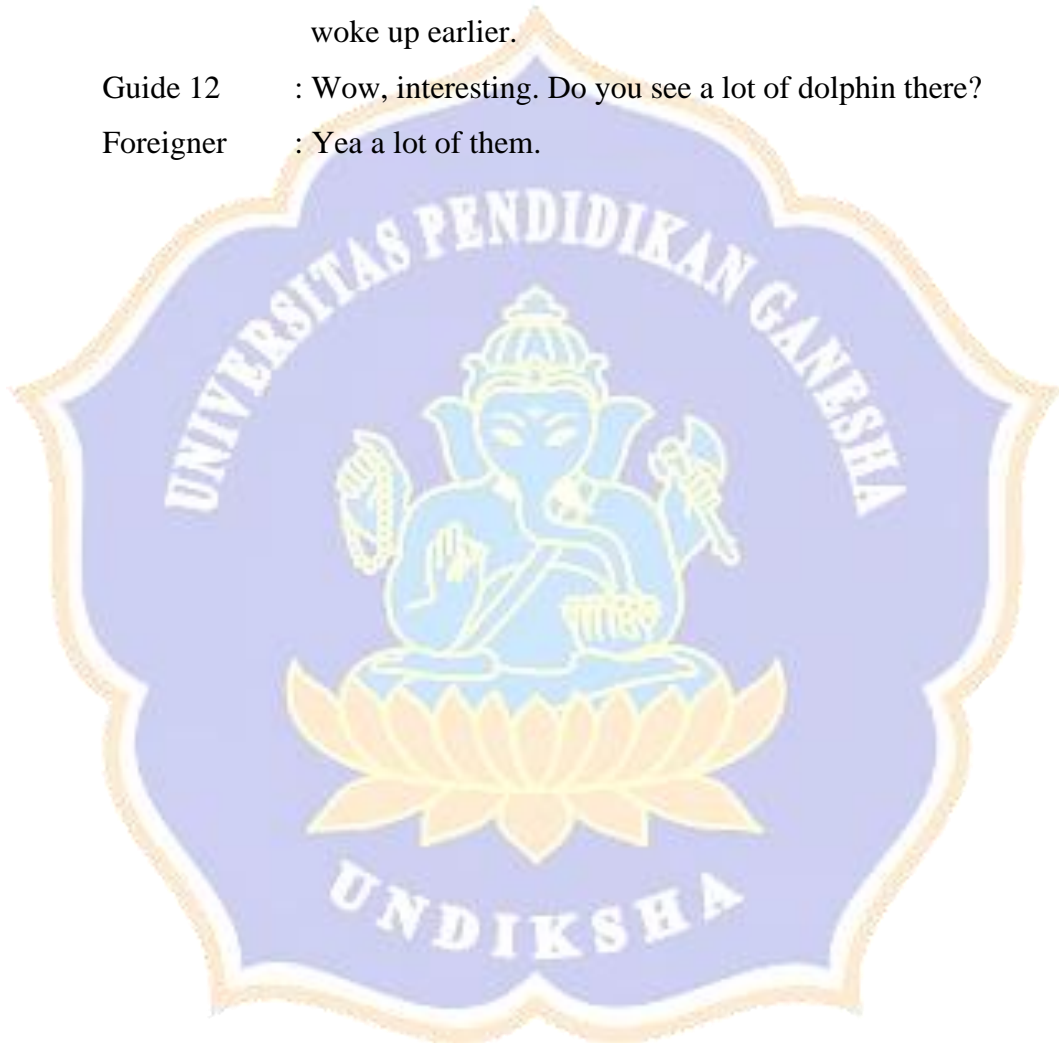 woke up earlier.
Guide 12 : Wow, interesting. Do you see a lot of dolphin there?
Foreigner : Yea a lot of them.
UNIVERSITAS PENDIDIKAN GANESHA
UNDIKSHA